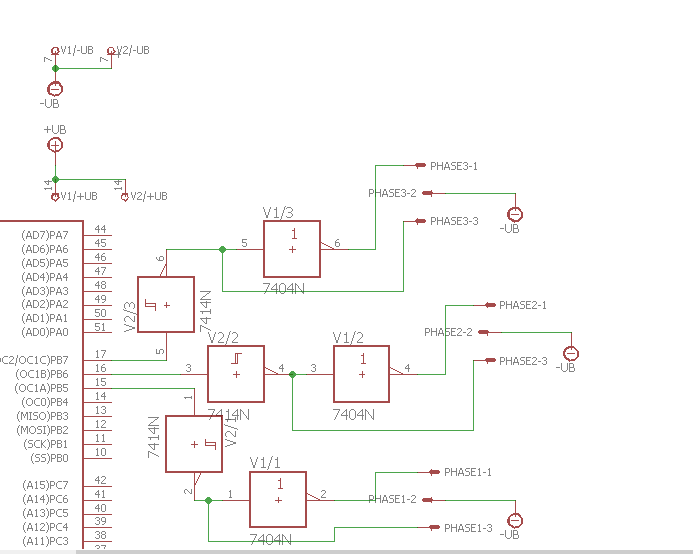 V1/-UB V2/-UB
7 7
-UB
+UB
14 14
V1/+UB V2/+UB
PHASE3-1
PHASE3-2
PHASE3-3
-UB
V1/3
1
5 6
7404N
(AD7)PA7 44
(AD6)PA6 45
(AD5)PA5 46
(AD4)PA4 47
(AD3)PA3 48
(AD2)PA2 49
(AD1)PA1 50
(AD0)PA0 51
6
V2/3
7414N
5
OC2/OC1C)PB7 17
(OC1B)PB6 16
(OC1A)PB5 15
(OC0)PB4 14
(MISO)PB3 13
(MOSI)PB2 12
(SCK)PB1 11
(SS)PB0 10
V2/2
3 4
7414N
V1/2
1
3 4
7404N
PHASE2-1
PHASE2-2
PHASE2-3
-UB
1
7414N
V2/1
2
V1/1
1
1 2
7404N
PHASE1-1
PHASE1-2
PHASE1-3
-UB
(A15)PC7 42
(A14)PC6 41
(A13)PC5 40
(A12)PC4 39
(A11)PC3 38
37